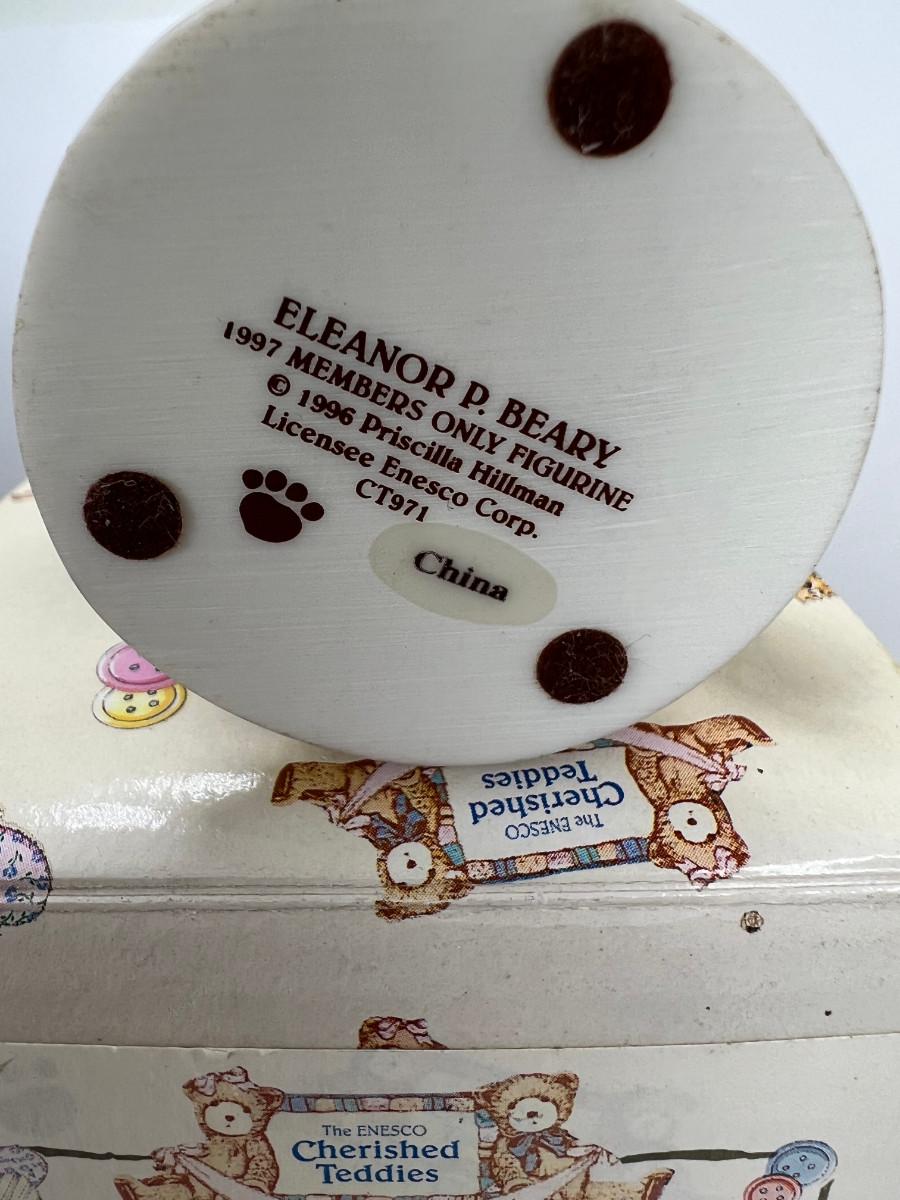 ELEANOR P. BEARY
1997 MEMBERS ONLY FIGURINE
© 1996 Priscilla Hillman
Licensee Enesco Corp.
CT971
China
The ENESCO
Cherished
Teddies
The ENESCO
Cherished
Teddies